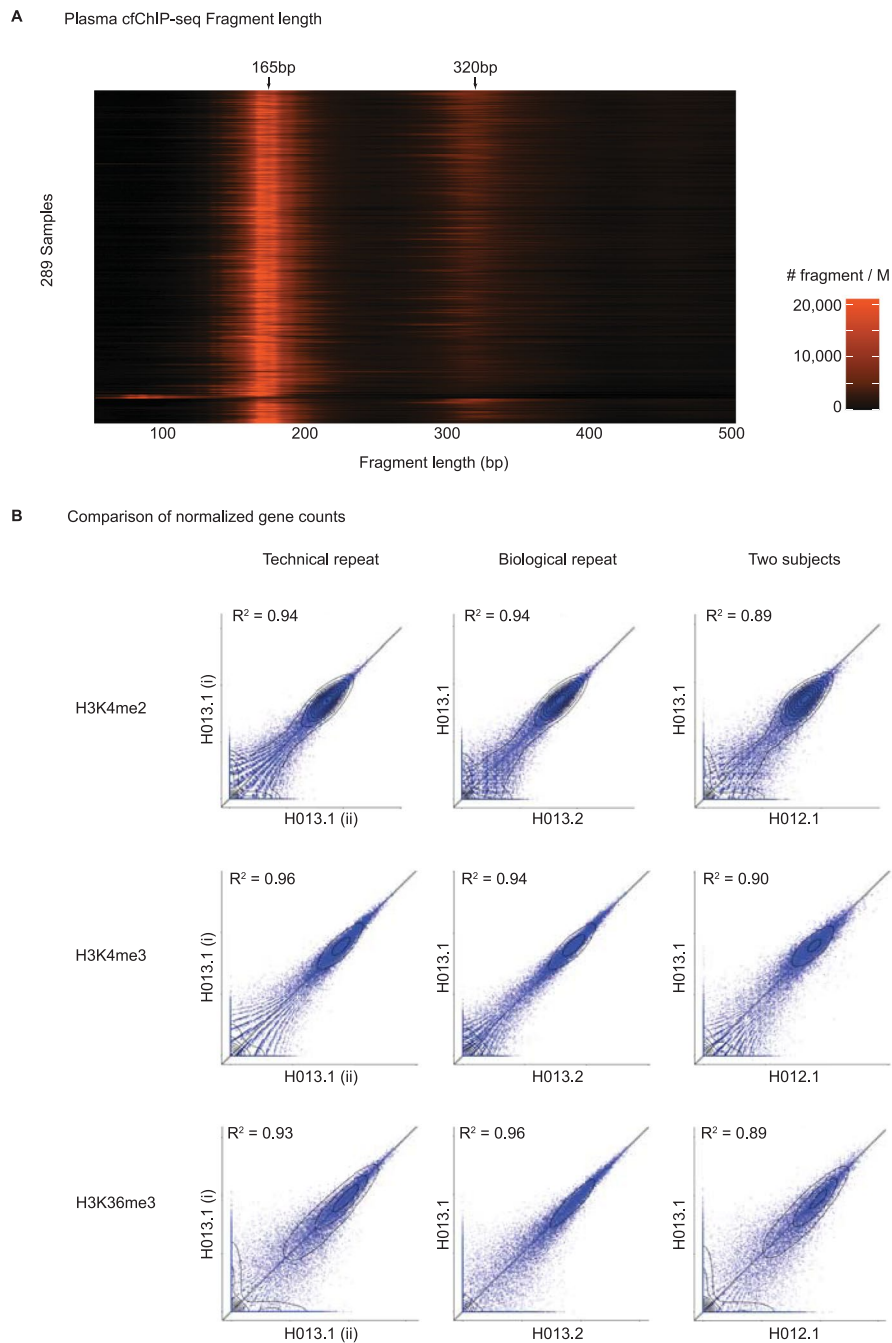 A Plasma cfChIP-seq Fragment length
165bp 320bp
289 Samples
# fragment / M
20,000
10,000
0
100 200 300 400 500
Fragment length (bp)
B Comparison of normalized gene counts
Technical repeat Biological repeat Two subjects
H3K4me2
R² = 0.94 R² = 0.94 R² = 0.89
H013.1 (i) H013.1 H013.1
H013.1 (ii) H013.2 H012.1
H3K4me3
R² = 0.96 R² = 0.94 R² = 0.90
H013.1 (i) H013.1 H013.1
H013.1 (ii) H013.2 H012.1
H3K36me3
R² = 0.93 R² = 0.96 R² = 0.89
H013.1 (i) H013.1 H013.1
H013.1 (ii) H013.2 H012.1